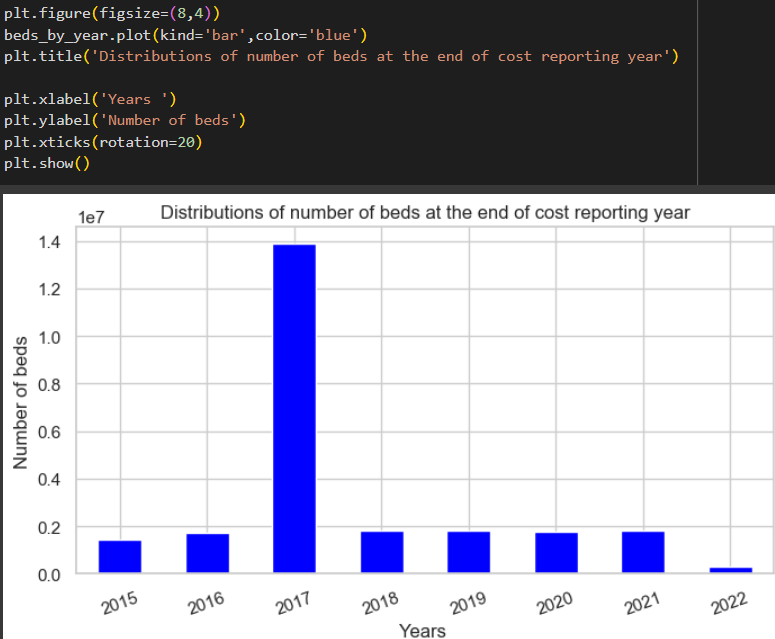 plt.figure(figsize=(8,4))
beds_by_year.plot(kind='bar',color='blue')
plt.title('Distributions of number of beds at the end of cost reporting year')
plt.xlabel('Years ')
plt.ylabel('Number of beds')
plt.xticks(rotation=20)
plt.show()
1e7
Distributions of number of beds at the end of cost reporting year
Number of beds
1.4
1.2
1.0
0.8
0.6
0.4
0.2
0.0
2015 2016 2017 2018 2019 2020 2021 2022
Years